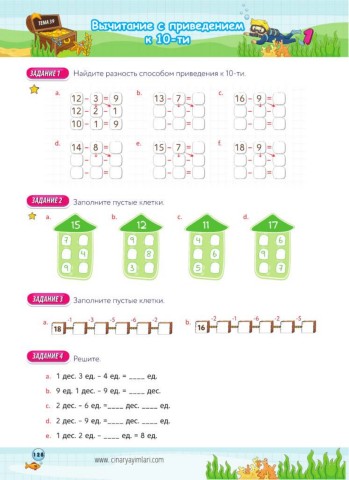 ТЕМА 59
Вычитание с приведением
к 10-ти
1
ЗАДАНИЕ 1 Найдите разность способом приведения к 10-ти.
a. b. c.
12 - 3 = 9 13 - 7 = 16 - 9 =
12 - 2 - 1
10 - 1 = 9
d. e. f.
14 - 8 = 15 - 7 = 18 - 9 =
ЗАДАНИЕ 2 Заполните пустые клетки.
a. 15 b. 12 c. 11 d. 17
7 9 4 6
4 8 6 9
9 3 5
ЗАДАНИЕ 3 Заполните пустые клетки.
a. 18 -1 -3 -4 -2 -3
b. 16 -2 -1 -5 -2
ЗАДАНИЕ 4 Решите.
a. 1 дес. 3 ед. - 4 ед. = ____ ед.
b. 9 ед. 1 дес. - 9 ед. = ____ дес.
c. 2 дес. - 6 ед. =____ дес.____ ед.
d. 2 дес. - 9 ед. =____ дес.____ ед.
e. 1 дес. 2 ед. - ____ ед. = 8 ед.
128
www.cinaryayimlari.com